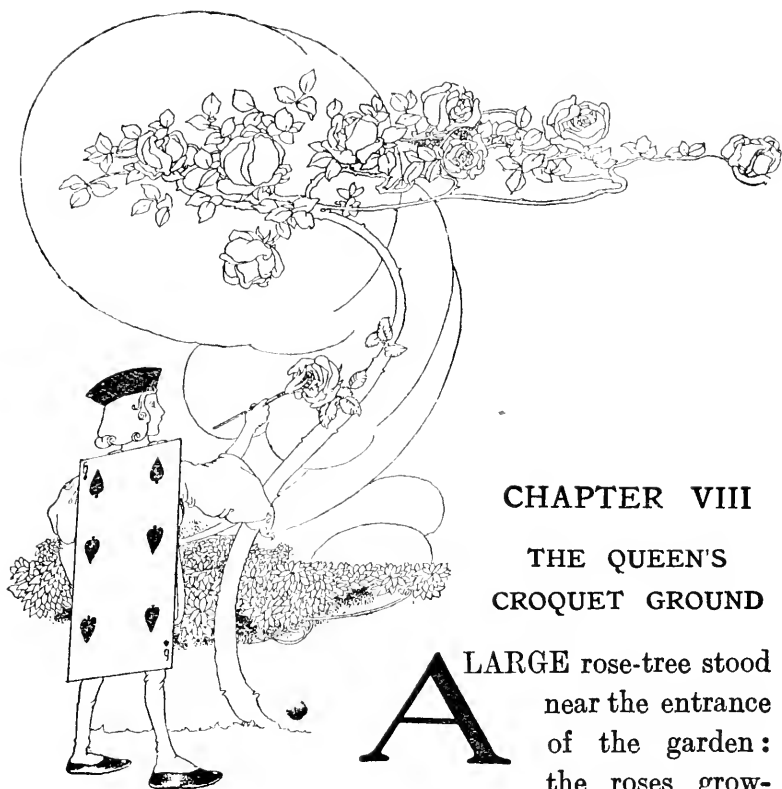 CHAPTER VIII
THE QUEEN'S
CROQUET GROUND
A LARGE rose-tree stood
near the entrance
of the garden:
the roses grow-